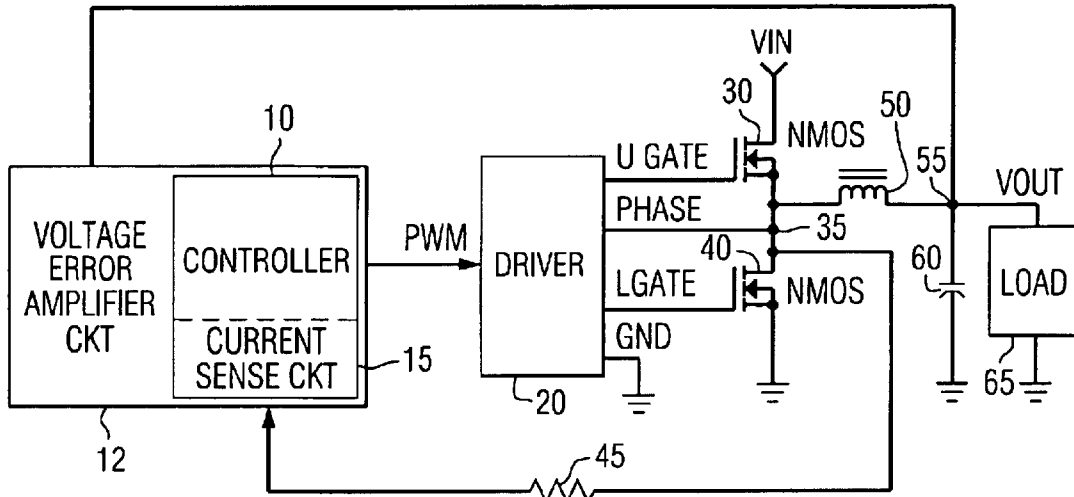 VIN
10
30
NMOS
50
55
U GATE
VOUT
PHASE
35
VOLTAGE
ERROR
AMPLIFIER
CKT
CONTROLLER
PWM
DRIVER
40
LGATE
NMOS
60
LOAD
GND
CURRENT
SENSE CKT
15
20
65
12
45